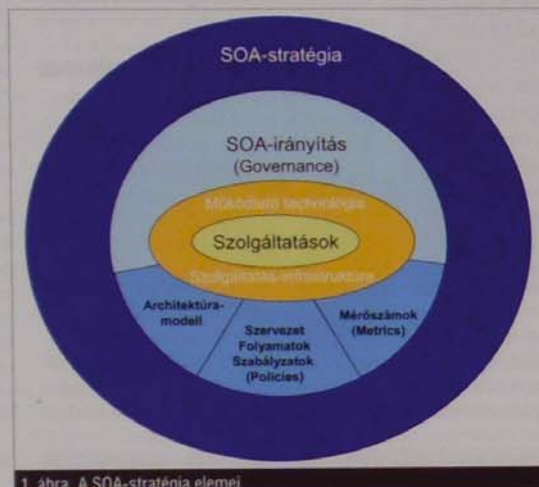 SOA-stratégia
SOA-irányítás
(Governance)
Működtető technológia
Szolgáltatások
Szolgáltatás-infrastruktúra
Architektúra-
modell
Szervezet
Folyamatok
Szabályzatok
(Policies)
Mérőszámok
(Metrics)
1. ábra. A SOA-stratégia elemei